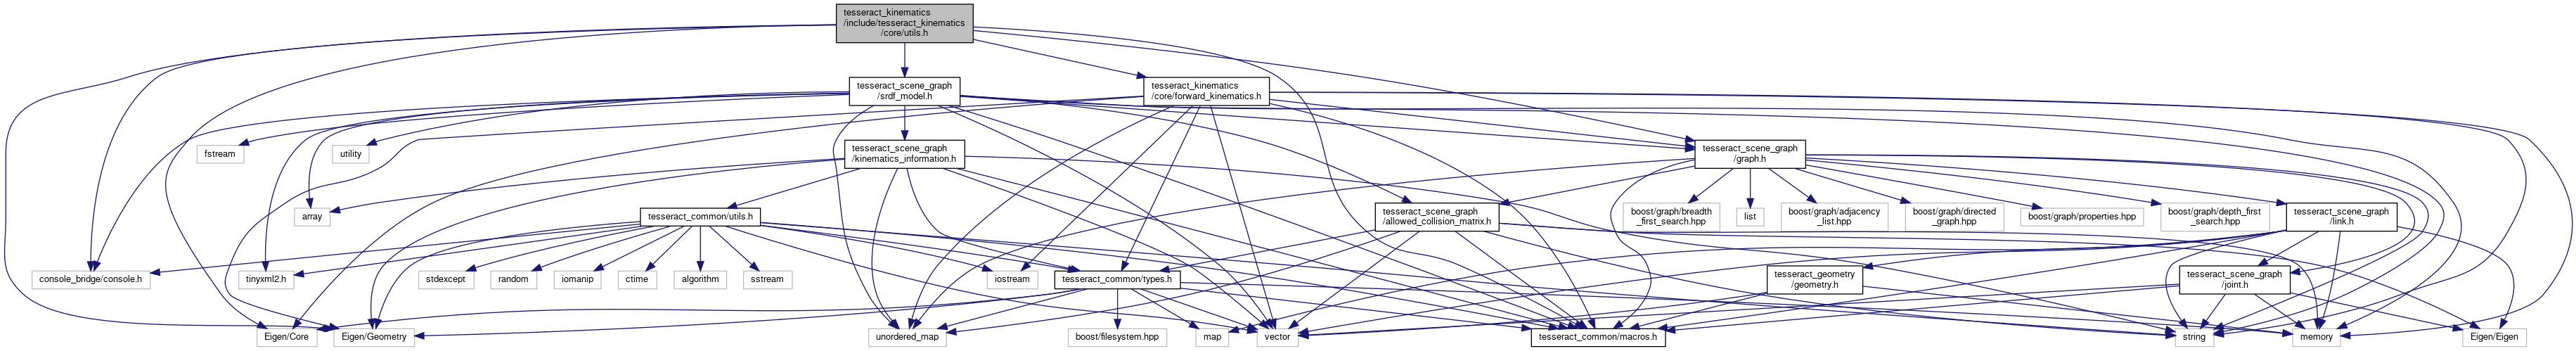 tesseract_kinematics
/include/tesseract_kinematics
/core/utils.h
tesseract_scene_graph
/srdf_model.h
tesseract_kinematics
/core/forward_kinematics.h
fstream
utility
tesseract_scene_graph
/kinematics_information.h
tesseract_scene_graph
/graph.h
array
tesseract_common/utils.h
tesseract_scene_graph
/allowed_collision_matrix.h
boost/graph/breadth
_first_search.hpp
list
boost/graph/adjacency
_list.hpp
boost/graph/directed
_graph.hpp
boost/graph/properties.hpp
boost/graph/depth_first
_search.hpp
tesseract_scene_graph
/link.h
console_bridge/console.h
tinyxml2.h
stdexcept
random
iomanip
ctime
algorithm
sstream
iostream
tesseract_common/types.h
tesseract_geometry
/geometry.h
tesseract_scene_graph
/joint.h
Eigen/Core
Eigen/Geometry
unordered_map
boost/filesystem.hpp
map
vector
tesseract_common/macros.h
string
memory
Eigen/Eigen